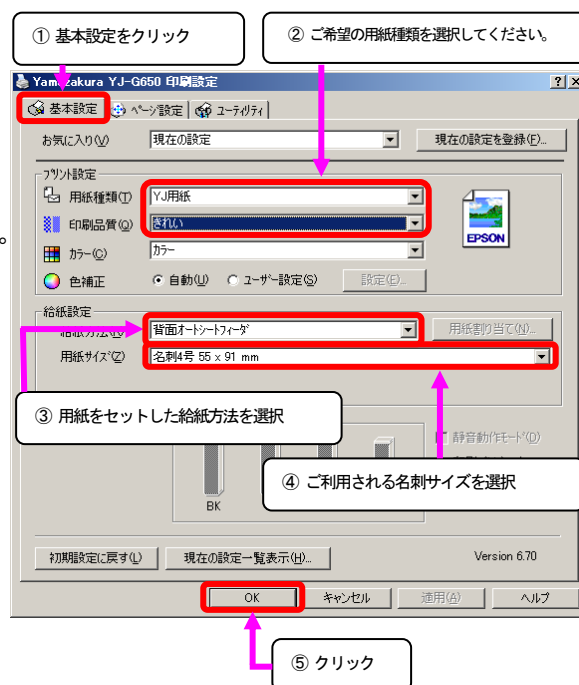 ① 基本設定をクリック
② ご希望の用紙種類を選択してください。
Yamazakura YJ-G650 印刷設定
基本設定 ページ設定 ユーティリティ
お気に入り(V) 現在の設定 現在の設定を登録(F)...
プリント設定
用紙種類(T) YJ用紙
印刷品質(Q) きれい
。
カラー(C) カラー
EPSON
色補正 自動(U) ユーザー設定(S) 設定(E)...
給紙設定
背面オートシートフィーダ 用紙割り当て(N)...
用紙サイズ(Z) 名刺4号 55 x 91 mm
③ 用紙をセットした給紙方法を選択
静音動作モード(D)
④ ご利用される名刺サイズを選択
BK
初期設定に戻す(L) 現在の設定一覧表示(H)... Version 6.70
OK キャンセル 適用(A) ヘルプ
⑤ クリック